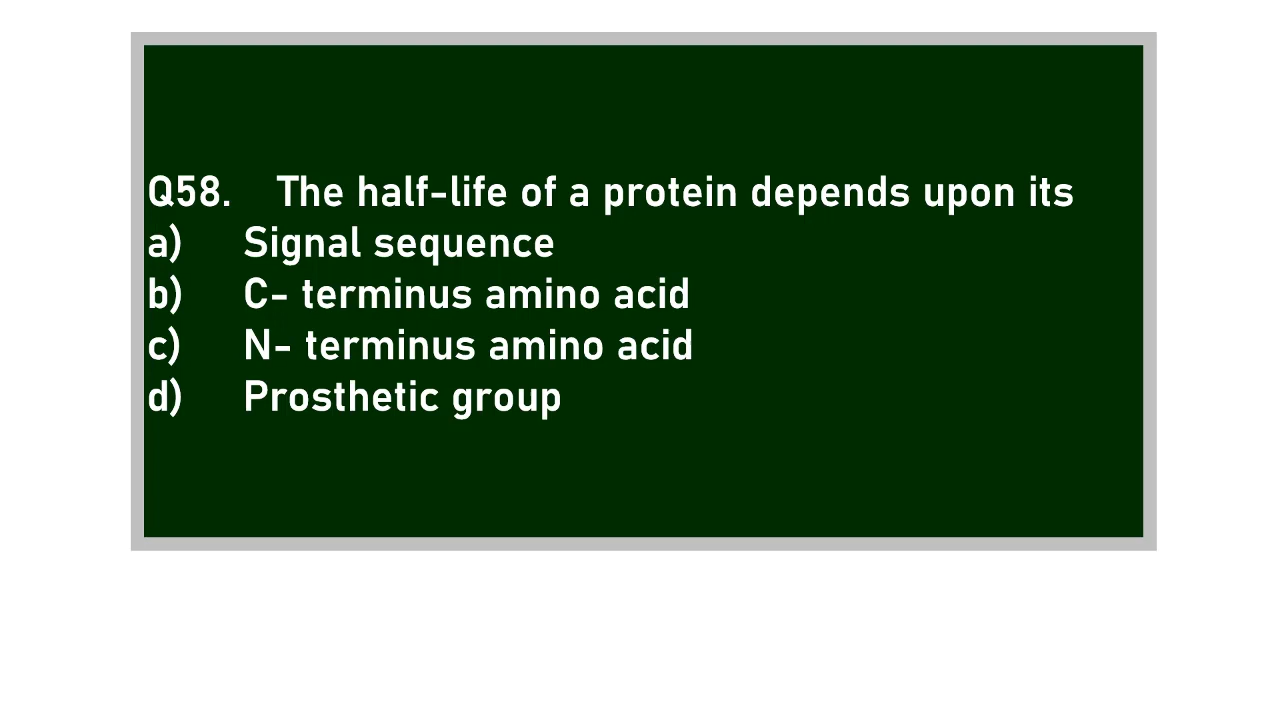 Q58. The half-life of a protein depends upon its
a) Signal sequence
b) C- terminus amino acid
c) N- terminus amino acid
d) Prosthetic group